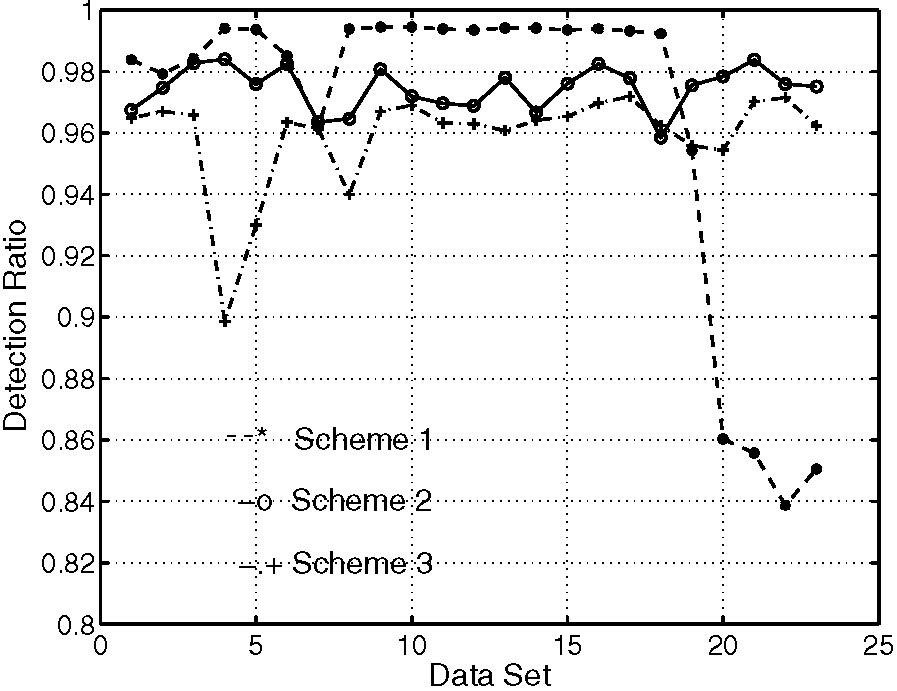 1
0.98
0.96
0.94
0.92
0.9
0.88
0.86
0.84
0.82
0.8
Detection Ratio
--* Scheme 1
–o Scheme 2
–.+ Scheme 3
0 5 10 15 20 25
Data Set